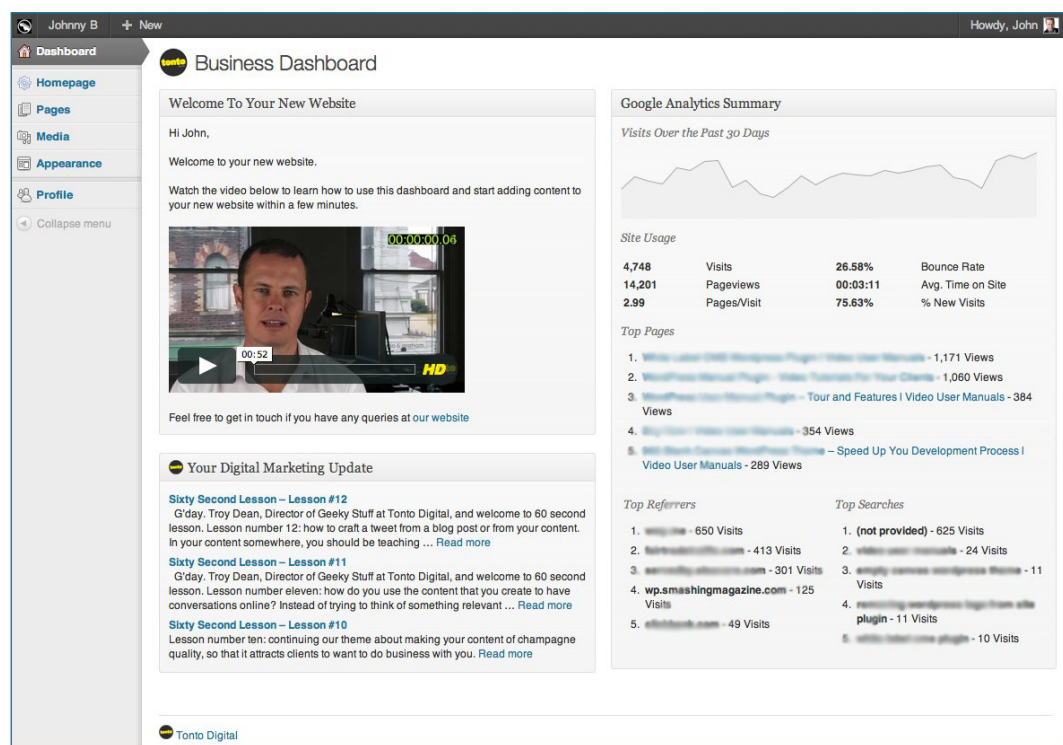 Johnny B
+ New
Howdy, John
Dashboard
Homepage
Pages
Media
Appearance
Profile
Collapse menu
tonto
Business Dashboard
Welcome To Your New Website
Hi John,
Welcome to your new website.
Watch the video below to learn how to use this dashboard and start adding content to
your new website within a few minutes.
00:00:00.06
00:52
HD
Feel free to get in touch if you have any queries at our website
tonto
Your Digital Marketing Update
Sixty Second Lesson – Lesson #12
G'day. Troy Dean, Director of Geeky Stuff at Tonto Digital, and welcome to 60 second
lesson. Lesson number 12: how to craft a tweet from a blog post or from your content.
In your content somewhere, you should be teaching … Read more
Sixty Second Lesson – Lesson #11
G'day. Troy Dean, Director of Geeky Stuff at Tonto Digital, and welcome to 60 second
lesson. Lesson number eleven: how do you use the content that you create to have
conversations online? Instead of trying to think of something relevant … Read more
Sixty Second Lesson – Lesson #10
Lesson number ten: continuing our theme about making your content of champagne
quality, so that it attracts clients to want to do business with you. Read more
Google Analytics Summary
Visits Over the Past 30 Days
Site Usage
4,748 Visits 26.58% Bounce Rate
14,201 Pageviews 00:03:11 Avg. Time on Site
2.99 Pages/Visit 75.63% % New Visits
Top Pages
1. - 1,171 Views
2. - 1,060 Views
3. – Tour and Features | Video User Manuals - 384
Views
4. - 354 Views
5. – Speed Up You Development Process |
Video User Manuals - 289 Views
Top Referrers
1. - 650 Visits
2. - 413 Visits
3. .com - 301 Visits
4. wp.smashingmagazine.com - 125
Visits
5. - 49 Visits
Top Searches
1. (not provided) - 625 Visits
2. - 24 Visits
3. - 11
Visits
4.
plugin - 11 Visits
5. - 10 Visits
Tonto Digital